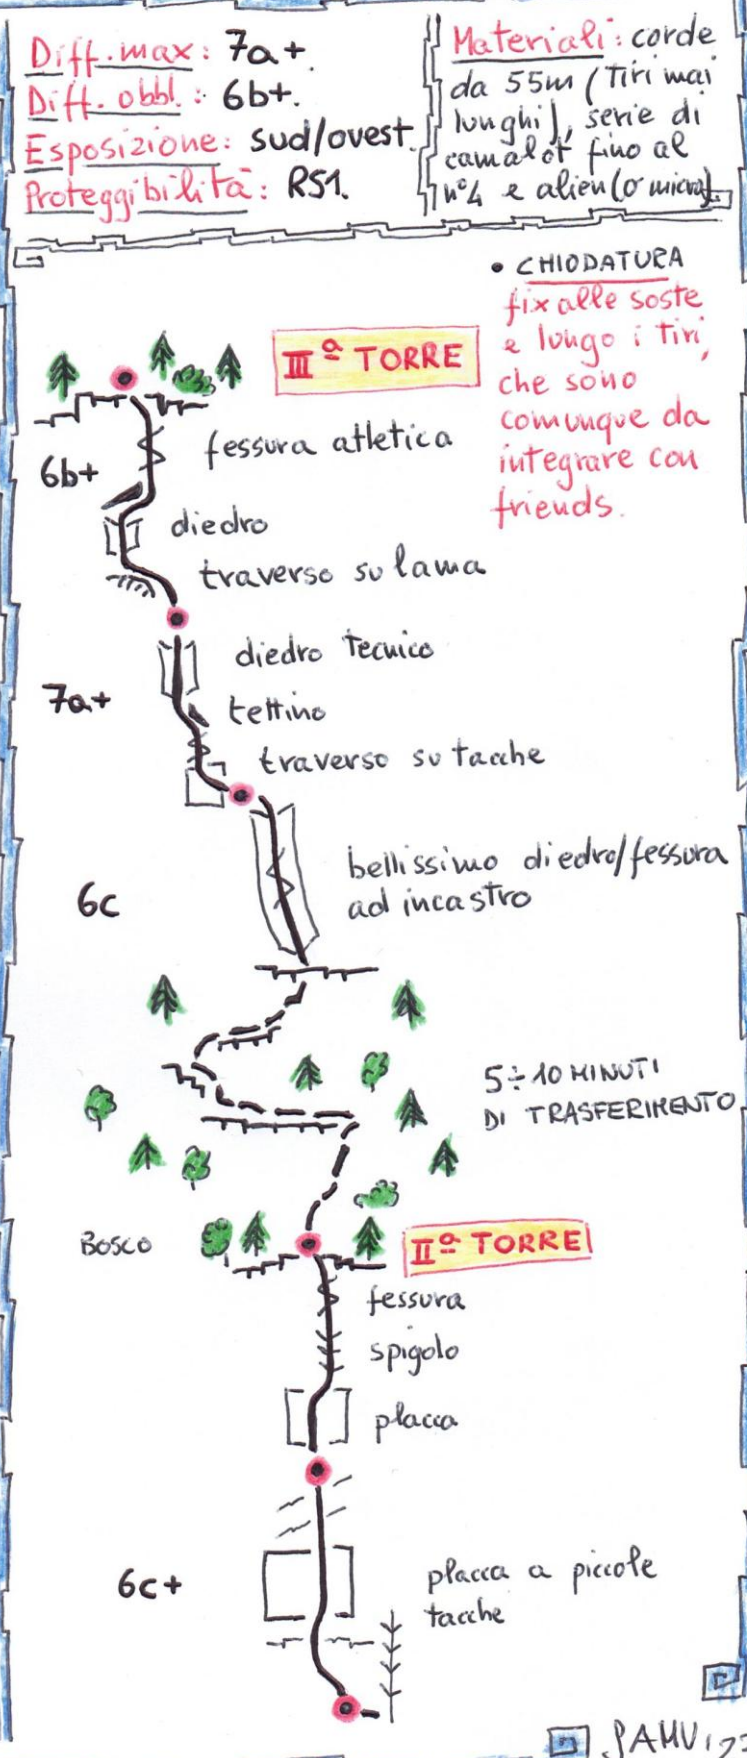 Diff. max: 7a+.
Diff. obbl.: 6b+.
Esposizione: sud/ovest.
Proteggibilità: RS1.
Materiali: corde
da 55m (Tiri mai
lunghi), serie di
camalot fino al
n°4 e alien (o micro)
• CHIODATURA
fix alle soste
e lungo i tiri,
che sono
comunque da
integrare con
friends.
IIIª TORRE
fessura atletica
6b+
diedro
traverso su lama
diedro Tecnico
7a+
tettino
traverso su tacche
bellissimo diedro/fessura
ad incastro
6c
5÷10 MINUTI
DI TRASFERIMENTO
BOSCO
IIª TORRE
fessura
spigolo
placca
6c+
placca a piccole
tacche